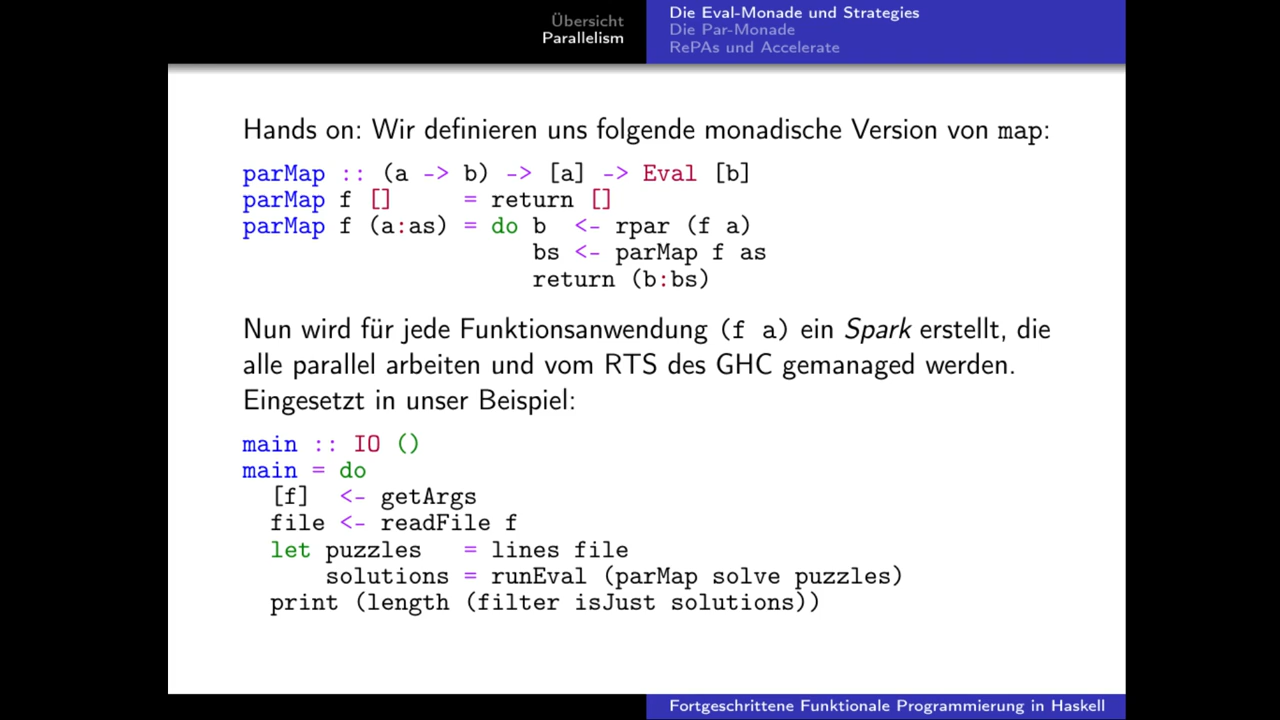 Übersicht
Parallelism
Die Eval-Monade und Strategies
Die Par-Monade
RePAs und Accelerate
Hands on: Wir definieren uns folgende monadische Version von map:
parMap :: (a -> b) -> [a] -> Eval [b]
parMap f []     = return []
parMap f (a:as) = do b  <- rpar (f a)
                     bs <- parMap f as
                     return (b:bs)
Nun wird für jede Funktionsanwendung (f a) ein Spark erstellt, die
alle parallel arbeiten und vom RTS des GHC gemanaged werden.
Eingesetzt in unser Beispiel:
main :: IO ()
main = do
  [f]  <- getArgs
  file <- readFile f
  let puzzles   = lines file
      solutions = runEval (parMap solve puzzles)
  print (length (filter isJust solutions))
Fortgeschrittene Funktionale Programmierung in Haskell